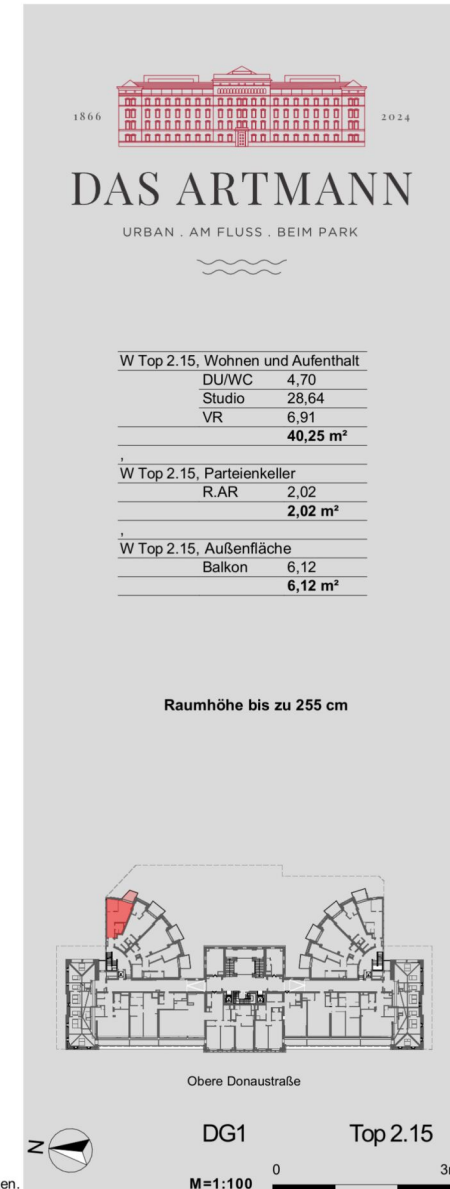 1866
2024
DAS ARTMANN
URBAN . AM FLUSS . BEIM PARK
W Top 2.15, Wohnen und Aufenthalt
DU/WC 4,70
Studio 28,64
VR 6,91
40,25 m²
,
W Top 2.15, Parteienkeller
R.AR 2,02
2,02 m²
,
W Top 2.15, Außenfläche
Balkon 6,12
6,12 m²
Raumhöhe bis zu 255 cm
Obere Donaustraße
N
DG1 Top 2.15
0 3
en. M=1:100